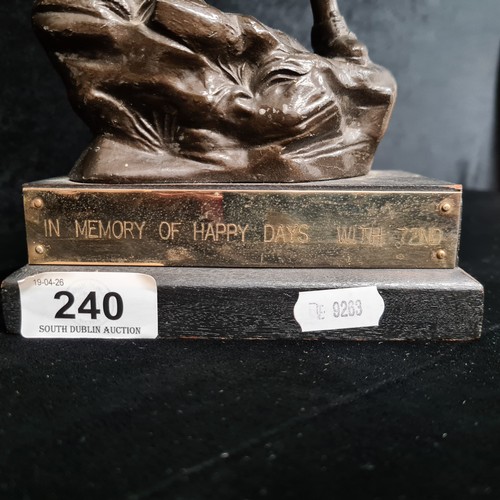 IN MEMORY OF HAPPY DAYS WITH 72ND
19-04-26
240
SOUTH DUBLIN AUCTION
9263